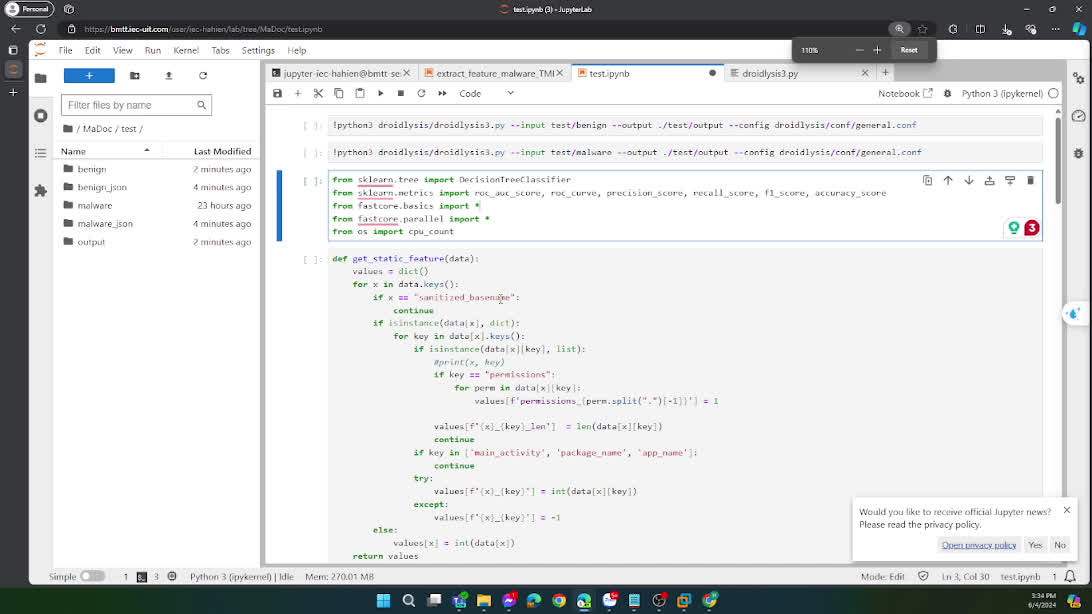 Personal
test.ipynb (3) - JupyterLab
https://bmtt.iec-uit.com/user/iec-hahien/lab/tree/MaDoc/test.ipynb
110%
Reset
File Edit View Run Kernel Tabs Settings Help
jupyter-iec-hahien@bmtt-se
extract_feature_malware_TMI
test.ipynb
droidlysis3.py
Code
Notebook
Python 3 (ipykernel)
Filter files by name
/ MaDoc / test /
Name Last Modified
benign 2 minutes ago
benign_json 4 minutes ago
malware 23 hours ago
malware_json 4 minutes ago
output 2 minutes ago
[ ]: !python3 droidlysis/droidlysis3.py --input test/benign --output ./test/output --config droidlysis/conf/general.conf
[ ]: !python3 droidlysis/droidlysis3.py --input test/malware --output ./test/output --config droidlysis/conf/general.conf
[ ]: from sklearn.tree import DecisionTreeClassifier
from sklearn.metrics import roc_auc_score, roc_curve, precision_score, recall_score, f1_score, accuracy_score
from fastcore.basics import *
from fastcore.parallel import *
from os import cpu_count
3
[ ]: def get_static_feature(data):
values = dict()
for x in data.keys():
if x == "sanitized_basename":
continue
if isinstance(data[x], dict):
for key in data[x].keys():
if isinstance(data[x][key], list):
#print(x, key)
if key == "permissions":
for perm in data[x][key]:
values[f'permissions_{perm.split(".")[-1]}'] = 1
values[f'{x}_{key}_len'] = len(data[x][key])
continue
if key in ['main_activity', 'package_name', 'app_name']:
continue
try:
values[f'{x}_{key}'] = int(data[x][key])
except:
values[f'{x}_{key}'] = -1
else:
values[x] = int(data[x])
return values
Would you like to receive official Jupyter news?
Please read the privacy policy.
Open privacy policy Yes No
Simple 1 3 Python 3 (ipykernel) | Idle Mem: 270.01 MB
Mode: Edit Ln 3, Col 30 test.ipynb 1
3:34 PM
6/4/2024